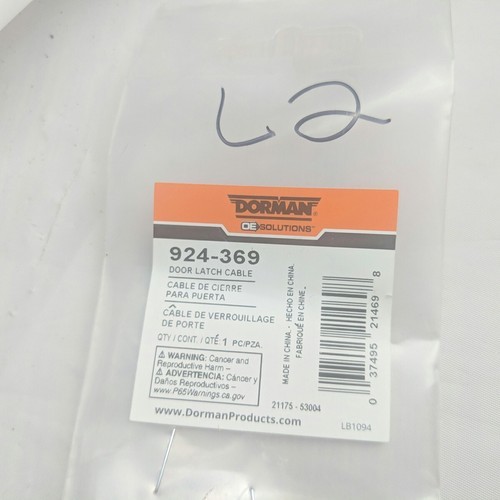 L2
DORMAN®
OE SOLUTIONS™
924-369
DOOR LATCH CABLE
CABLE DE CIERRE
PARA PUERTA
CÂBLE DE VERROUILLAGE
DE PORTE
QTY / CONT. / QTÉ: 1 PC/PZA.
⚠ WARNING: Cancer and
Reproductive Harm –
⚠ ADVERTENCIA: Cáncer y
Daños Reproductivos –
www.P65Warnings.ca.gov
www.DormanProducts.com
MADE IN CHINA. - HECHO EN CHINA.
FABRIQUÉ EN CHINE.
21175 - 53004
0 37495 21469 8
LB1094